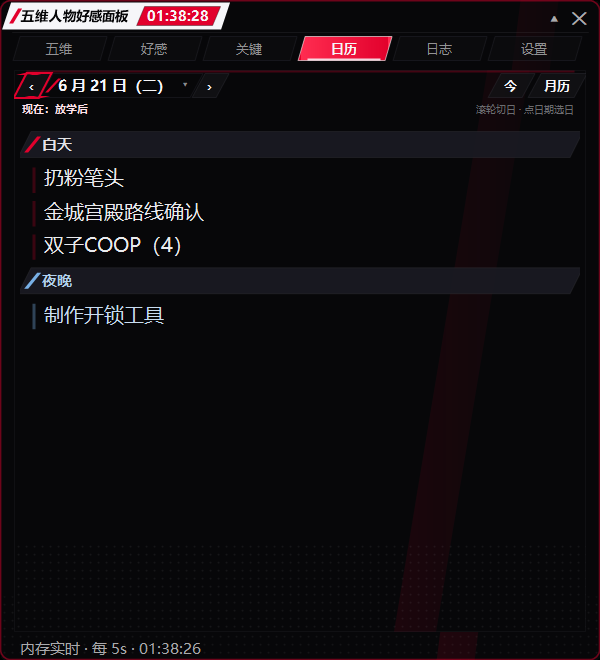 五维人物好感面板 01:38:28
五维 好感 关键 日历 日志 设置
‹ 6 月 21 日（二） › 今 月历
现在：放学后 滚轮切日 · 点日期选日
白天
扔粉笔头
金城宫殿路线确认
双子COOP（4）
夜晚
制作开锁工具
内存实时 · 每 5s · 01:38:26